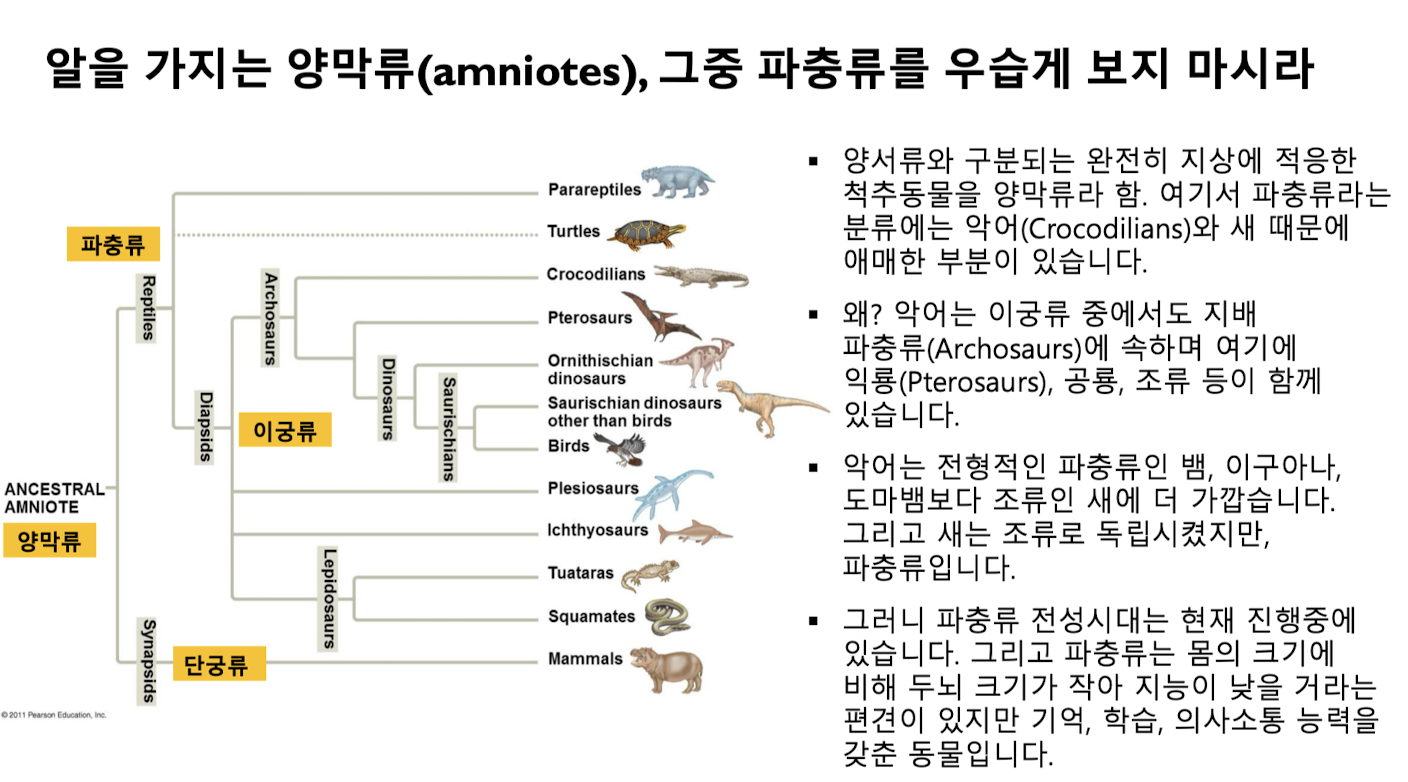 알을 가지는 양막류(amniotes), 그중 파충류를 우습게 보지 마시라
Parareptiles
파충류
Turtles
Reptiles
Archosaurs
Crocodilians
Pterosaurs
Dinosaurs
Ornithischian
dinosaurs
Saurischians
Saurischian dinosaurs
other than birds
Diapsids
이궁류
Birds
Plesiosaurs
ANCESTRAL
AMNIOTE
양막류
Ichthyosaurs
Lepidosaurs
Tuataras
Squamates
Synapsids
단궁류
Mammals
© 2011 Pearson Education, Inc.
▪ 양서류와 구분되는 완전히 지상에 적응한
척추동물을 양막류라 함. 여기서 파충류라는
분류에는 악어(Crocodilians)와 새 때문에
애매한 부분이 있습니다.
▪ 왜? 악어는 이궁류 중에서도 지배
파충류(Archosaurs)에 속하며 여기에
익룡(Pterosaurs), 공룡, 조류 등이 함께
있습니다.
▪ 악어는 전형적인 파충류인 뱀, 이구아나,
도마뱀보다 조류인 새에 더 가깝습니다.
그리고 새는 조류로 독립시켰지만,
파충류입니다.
▪ 그러니 파충류 전성시대는 현재 진행중에
있습니다. 그리고 파충류는 몸의 크기에
비해 두뇌 크기가 작아 지능이 낮을 거라는
편견이 있지만 기억, 학습, 의사소통 능력을
갖춘 동물입니다.